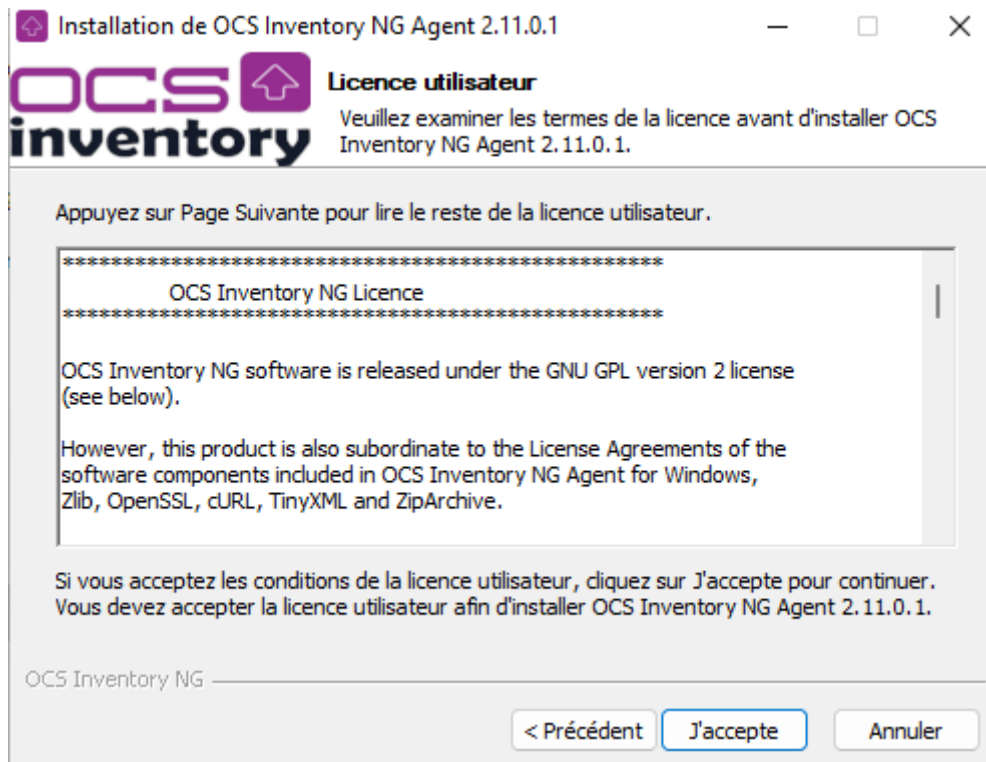 Installation de OCS Inventory NG Agent 2.11.0.1
OCS
inventory
Licence utilisateur
Veuillez examiner les termes de la licence avant d'installer OCS
Inventory NG Agent 2.11.0.1.
Appuyez sur Page Suivante pour lire le reste de la licence utilisateur.
**************************************************
OCS Inventory NG Licence
**************************************************
OCS Inventory NG software is released under the GNU GPL version 2 license
(see below).
However, this product is also subordinate to the License Agreements of the
software components included in OCS Inventory NG Agent for Windows,
Zlib, OpenSSL, cURL, TinyXML and ZipArchive.
Si vous acceptez les conditions de la licence utilisateur, cliquez sur J'accepte pour continuer.
Vous devez accepter la licence utilisateur afin d'installer OCS Inventory NG Agent 2.11.0.1.
OCS Inventory NG
< Précédent J'accepte Annuler